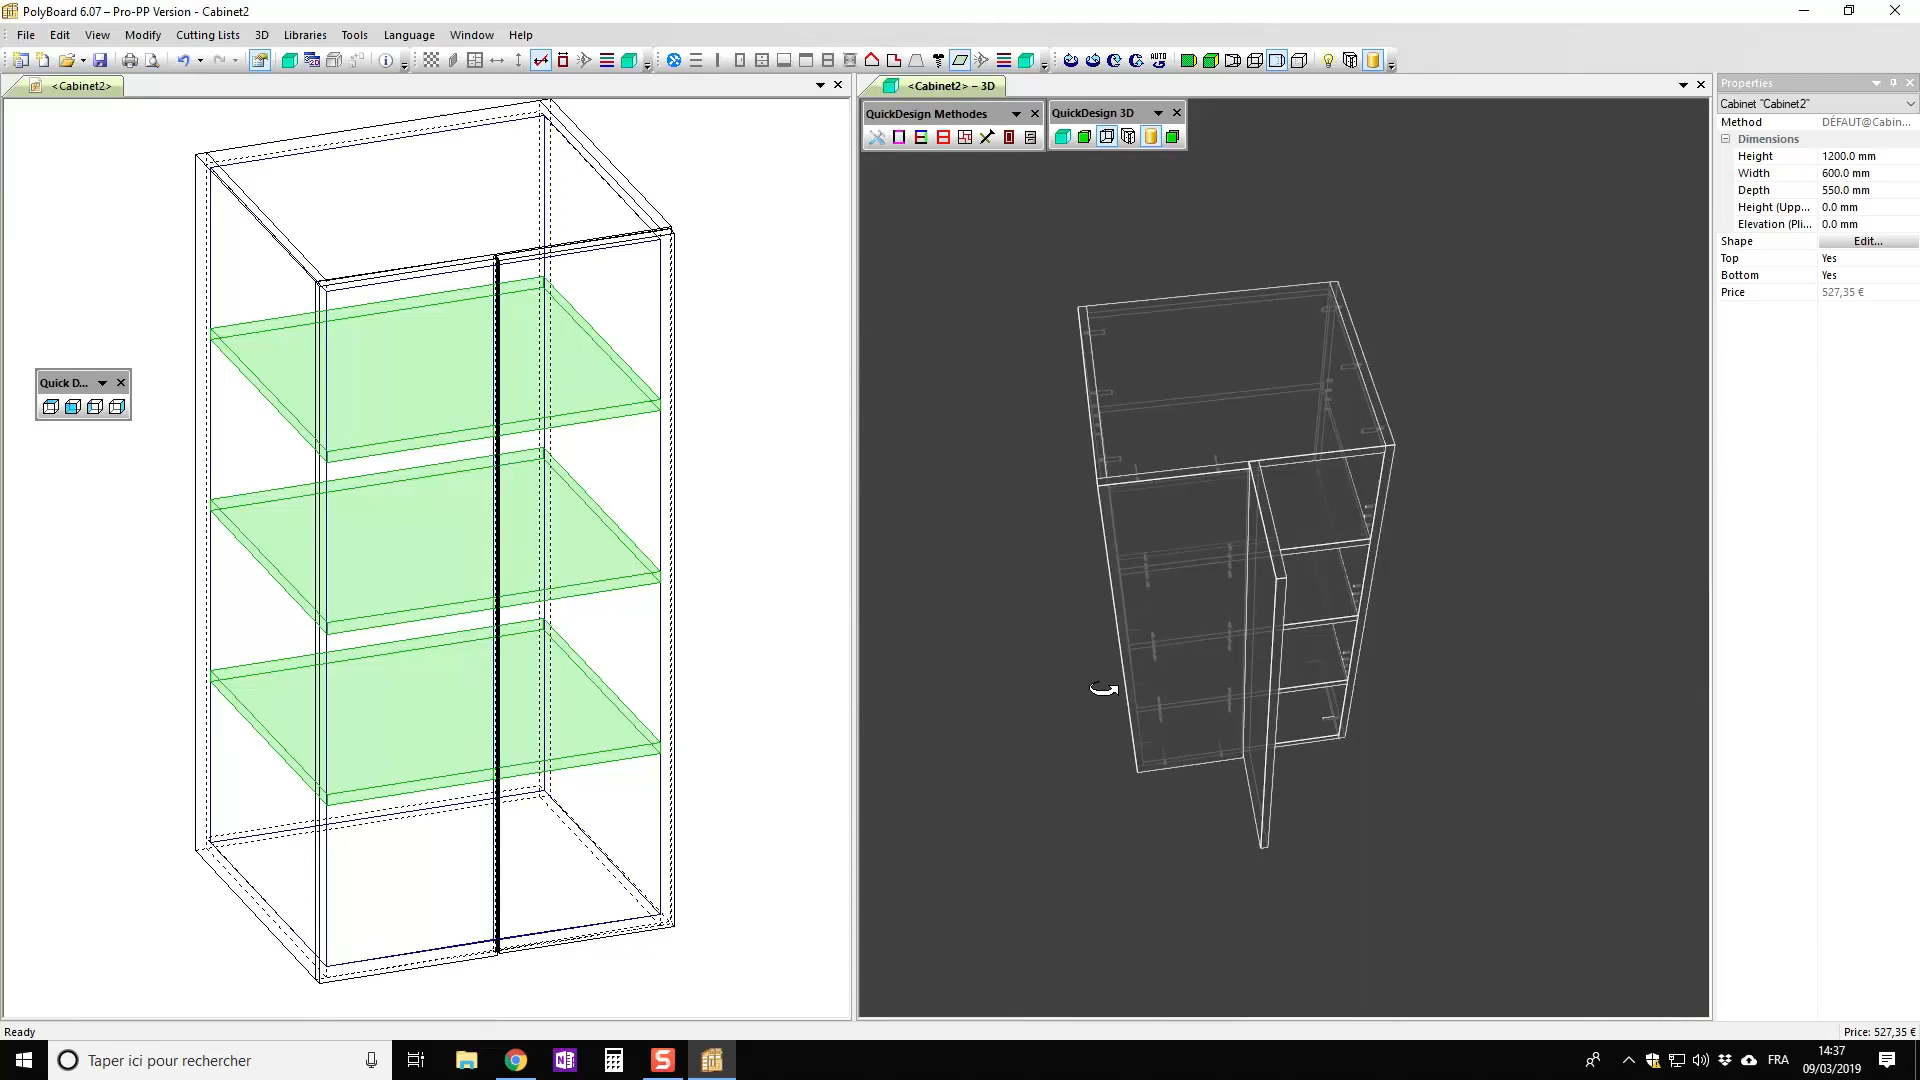 PolyBoard 6.07 – Pro-PP Version - Cabinet2
File Edit View Modify Cutting Lists 3D Libraries Tools Language Window Help
AUTO
<Cabinet2>
<Cabinet2> – 3D
QuickDesign Methodes
QuickDesign 3D
Quick D...
Properties
Cabinet "Cabinet2"
Method DÉFAUT@Cabin...
Dimensions
Height 1200.0 mm
Width 600.0 mm
Depth 550.0 mm
Height (Upp... 0.0 mm
Elevation (Pli... 0.0 mm
Shape Edit...
Top Yes
Bottom Yes
Price 527,35 €
Ready
Price: 527,35 €
Taper ici pour rechercher
FRA
14:37
09/03/2019